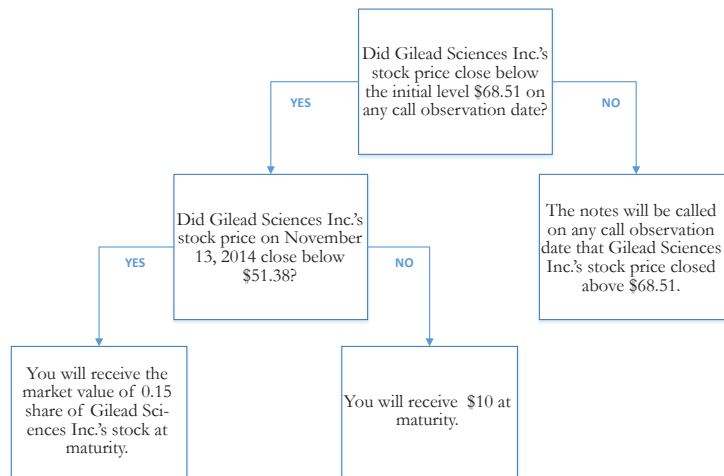 Did Gilead Sciences Inc.'s
stock price close below
the initial level $68.51 on
any call observation date?
YES
NO
Did Gilead Sciences Inc.'s
stock price on November
13, 2014 close below
$51.38?
The notes will be called
on any call observation
date that Gilead Sciences
Inc.'s stock price closed
above $68.51.
YES
NO
You will receive the
market value of 0.15
share of Gilead Sci-
ences Inc.'s stock at
maturity.
You will receive $10 at
maturity.